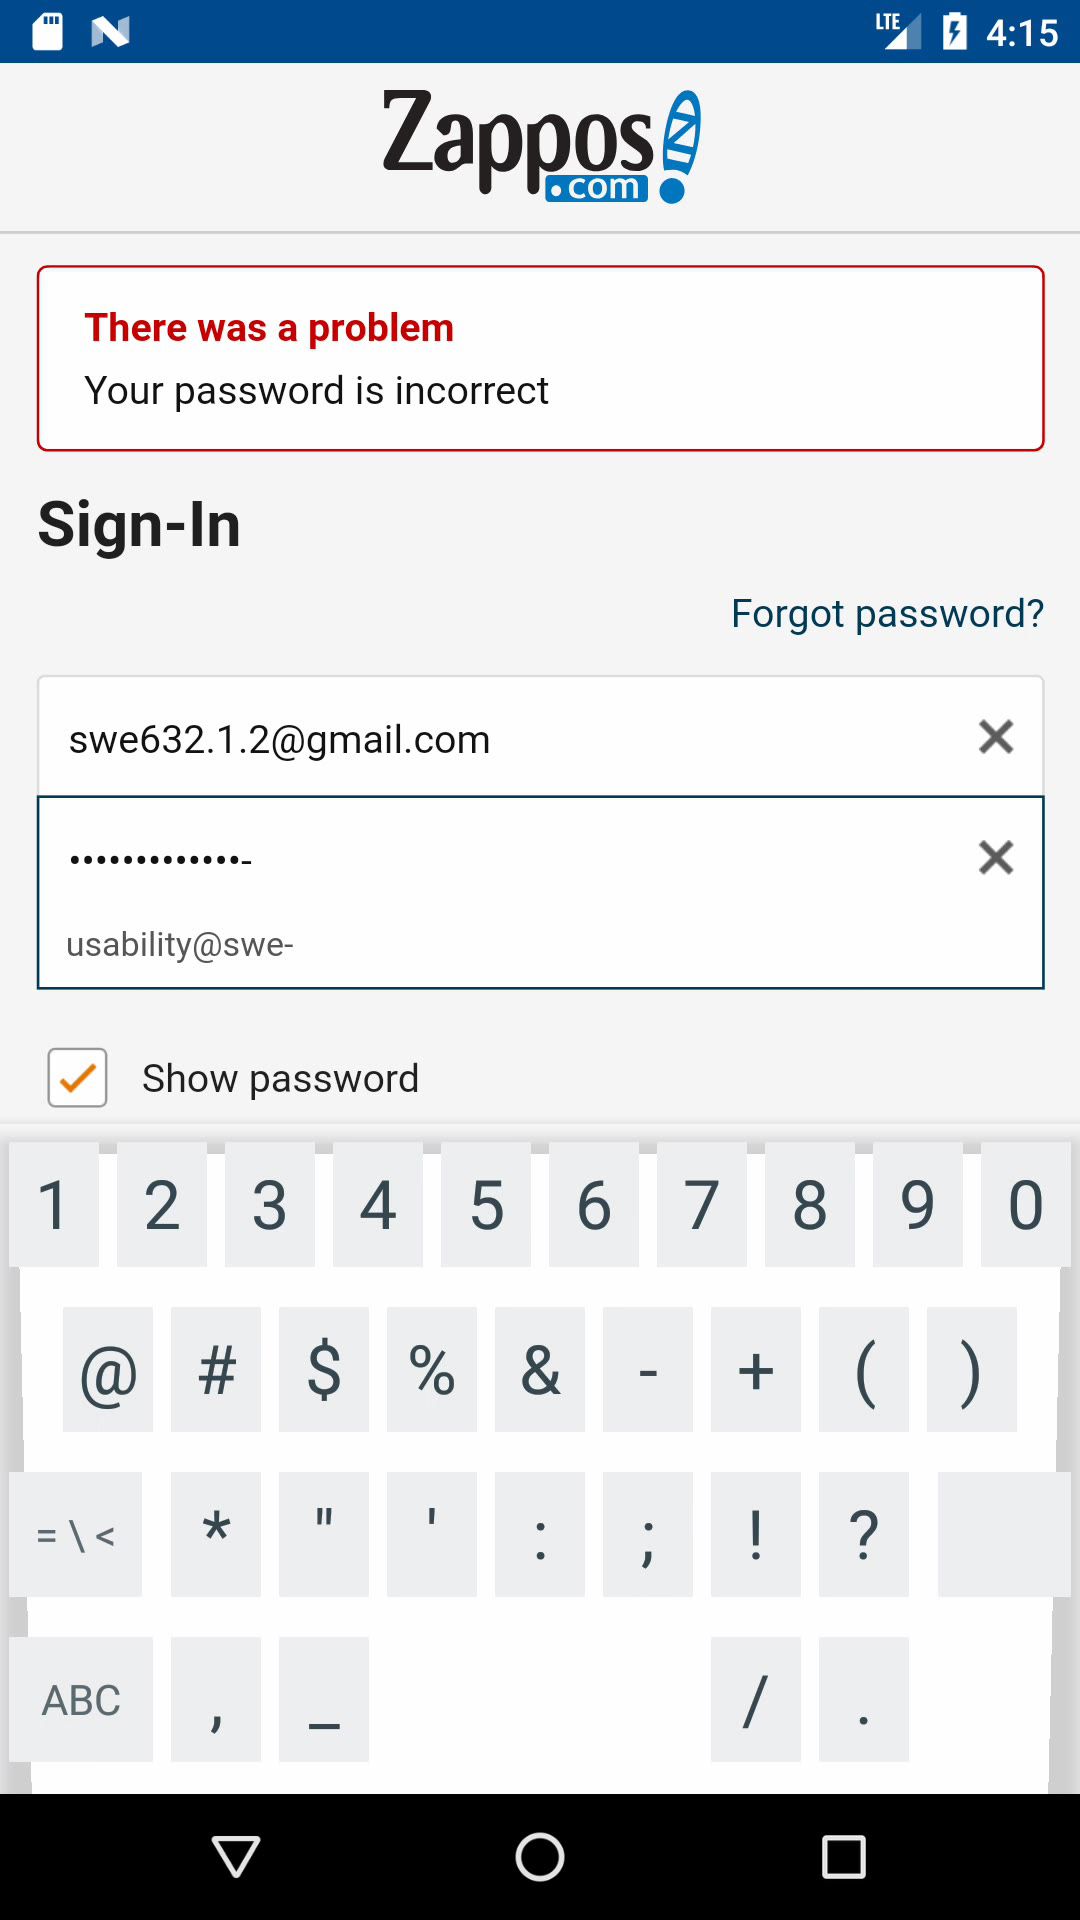 LTE 4:15
Zappos
.com
There was a problem
Your password is incorrect
Sign-In
Forgot password?
swe632.1.2@gmail.com
•••••••••••••-
usability@swe-
Show password
1 2 3 4 5 6 7 8 9 0
@ # $ % & - + ( )
= \ < * " ' : ; ! ?
ABC , _ / .